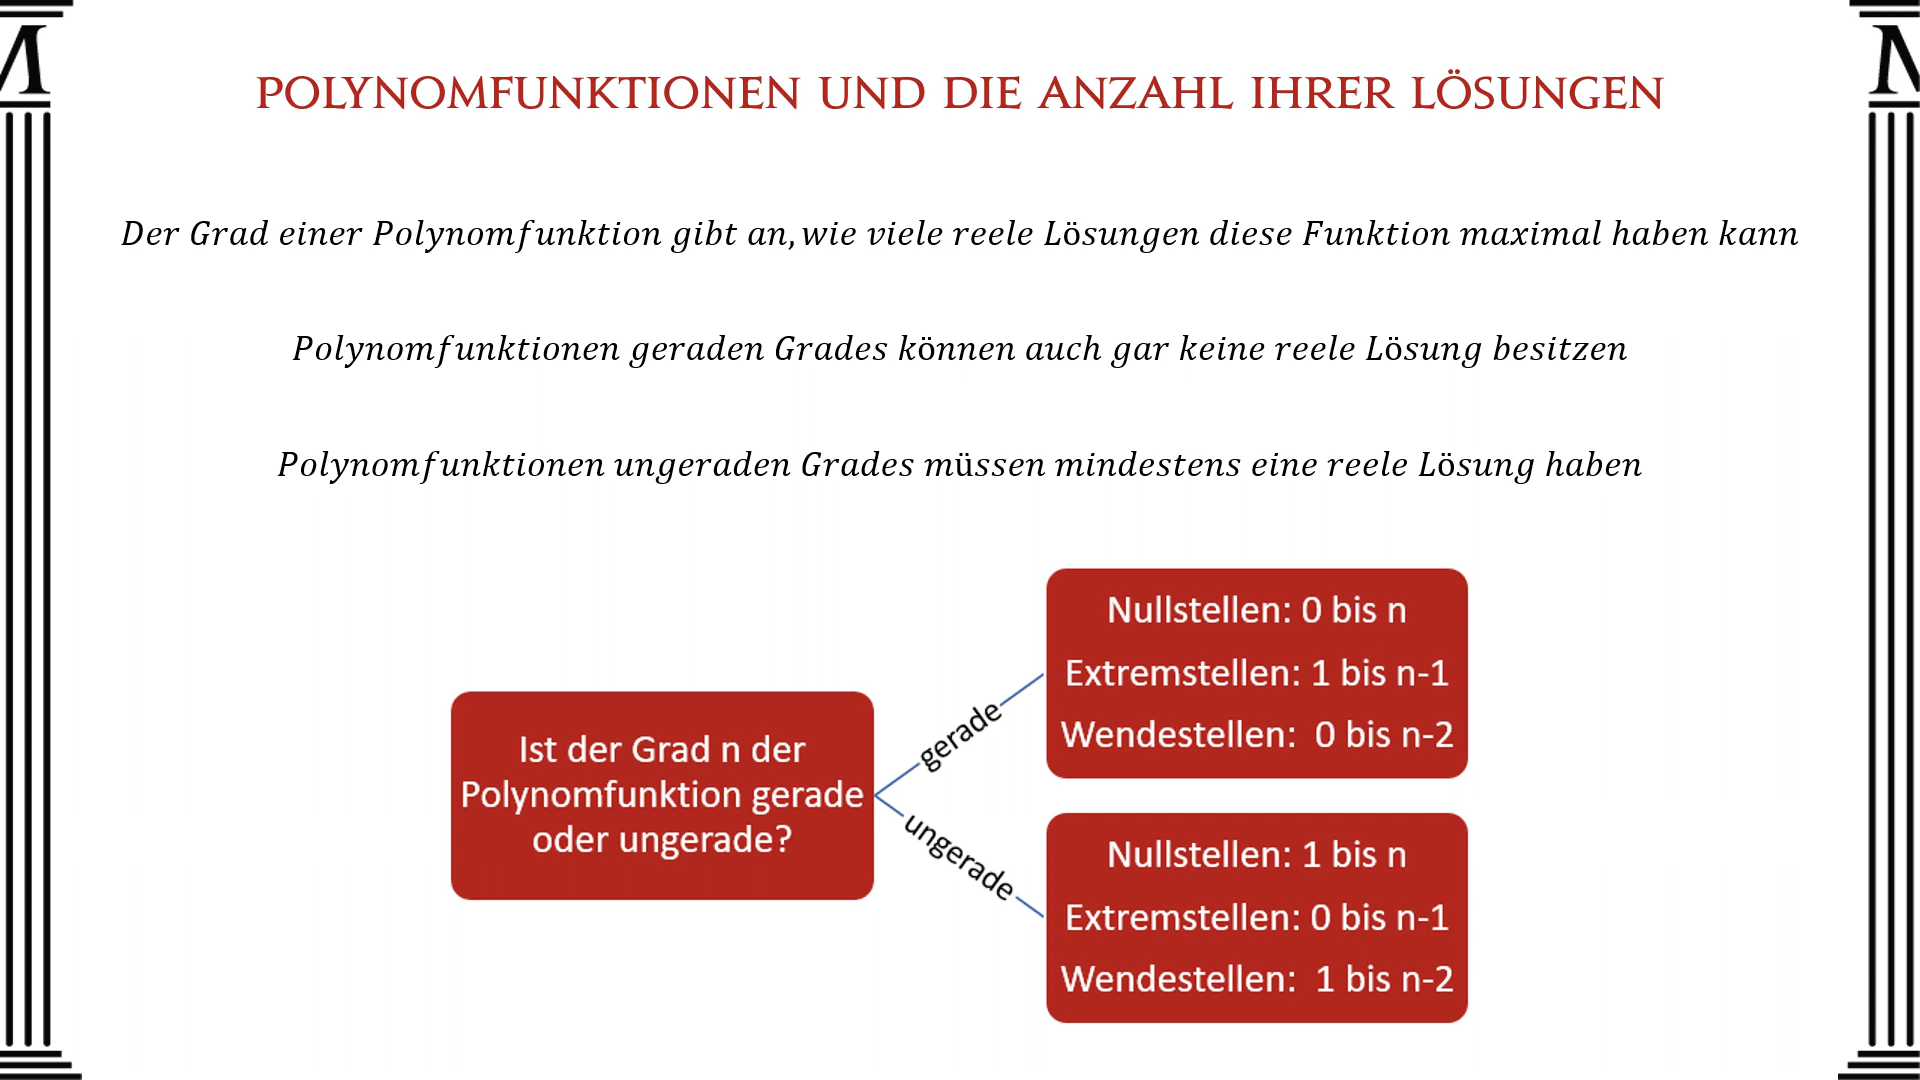 M
POLYNOMFUNKTIONEN UND DIE ANZAHL IHRER LÖSUNGEN
Der Grad einer Polynomfunktion gibt an, wie viele reele Lösungen diese Funktion maximal haben kann
Polynomfunktionen geraden Grades können auch gar keine reele Lösung besitzen
Polynomfunktionen ungeraden Grades müssen mindestens eine reele Lösung haben
Ist der Grad n der
Polynomfunktion gerade
oder ungerade?
gerade
ungerade
Nullstellen: 0 bis n
Extremstellen: 1 bis n-1
Wendestellen: 0 bis n-2
Nullstellen: 1 bis n
Extremstellen: 0 bis n-1
Wendestellen: 1 bis n-2